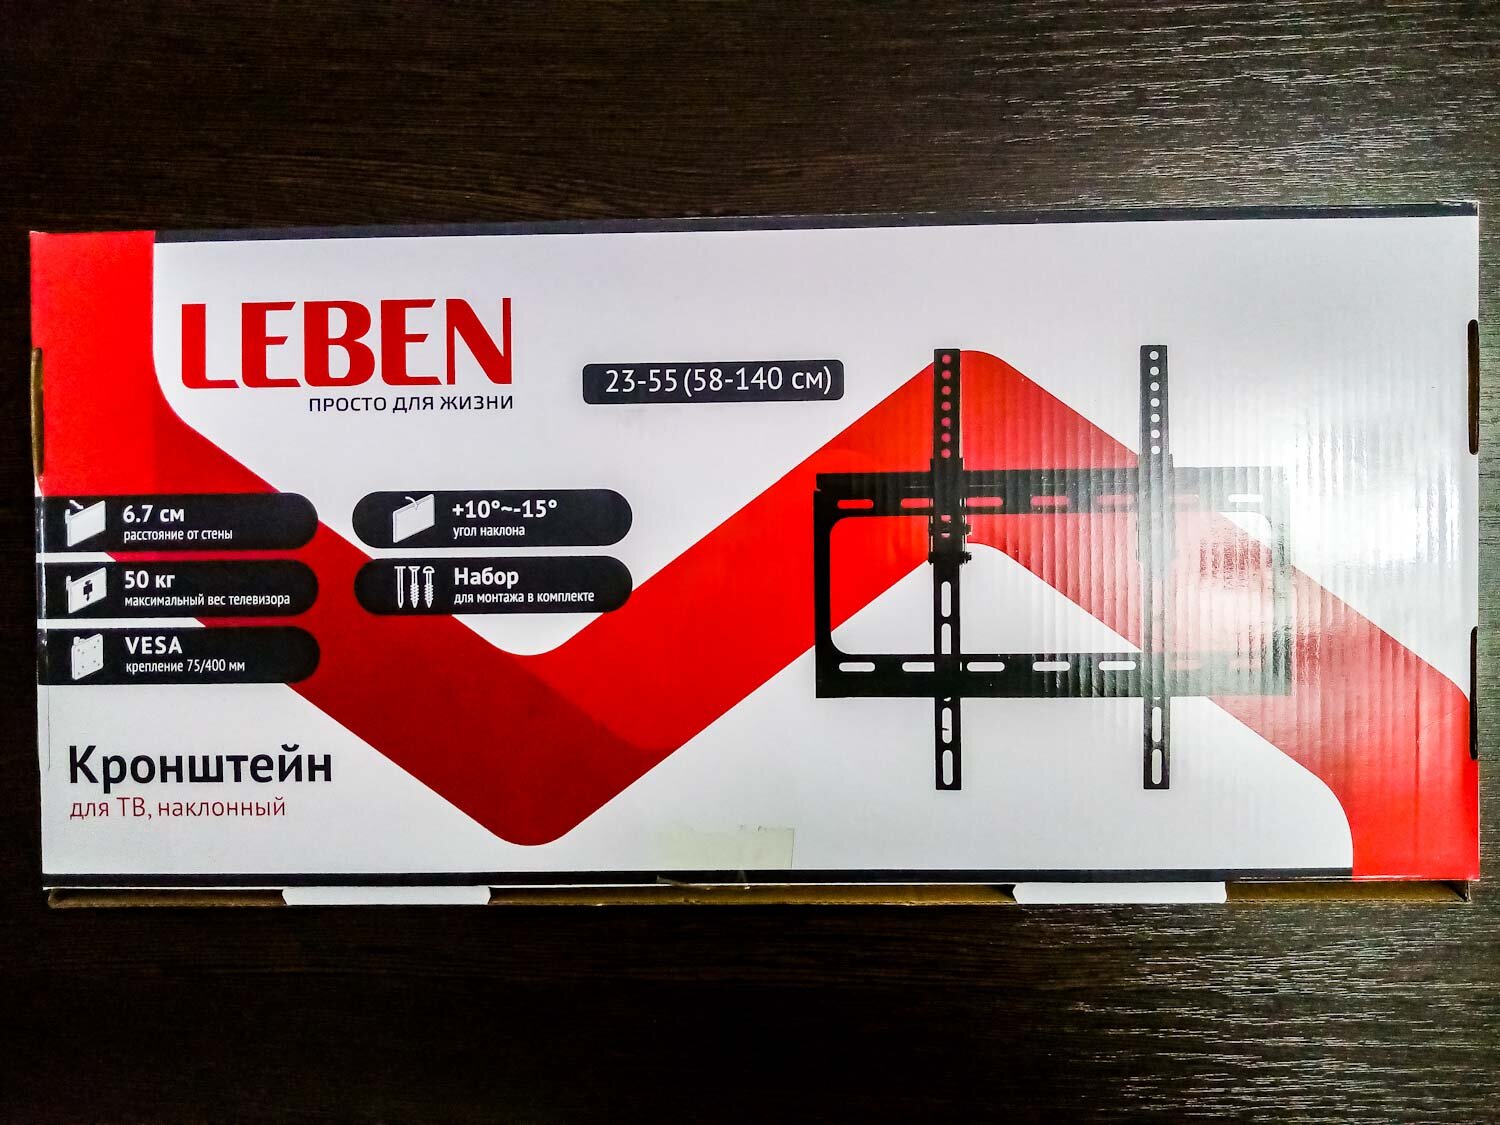 LEBEN
ПРОСТО ДЛЯ ЖИЗНИ
23-55 (58-140 см)
6.7 см
расстояние от стены
+10°~-15°
угол наклона
50 кг
максимальный вес телевизора
Набор
для монтажа в комплекте
VESA
крепление 75/400 мм
Кронштейн
для ТВ, наклонный